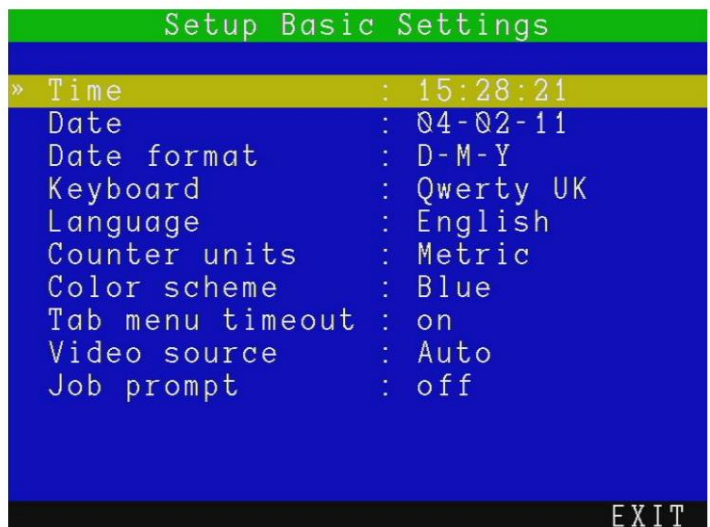 Setup Basic Settings
» Time : 15:28:21
Date : 04-02-11
Date format : D-M-Y
Keyboard : Qwerty UK
Language : English
Counter units : Metric
Color scheme : Blue
Tab menu timeout : on
Video source : Auto
Job prompt : off
EXIT